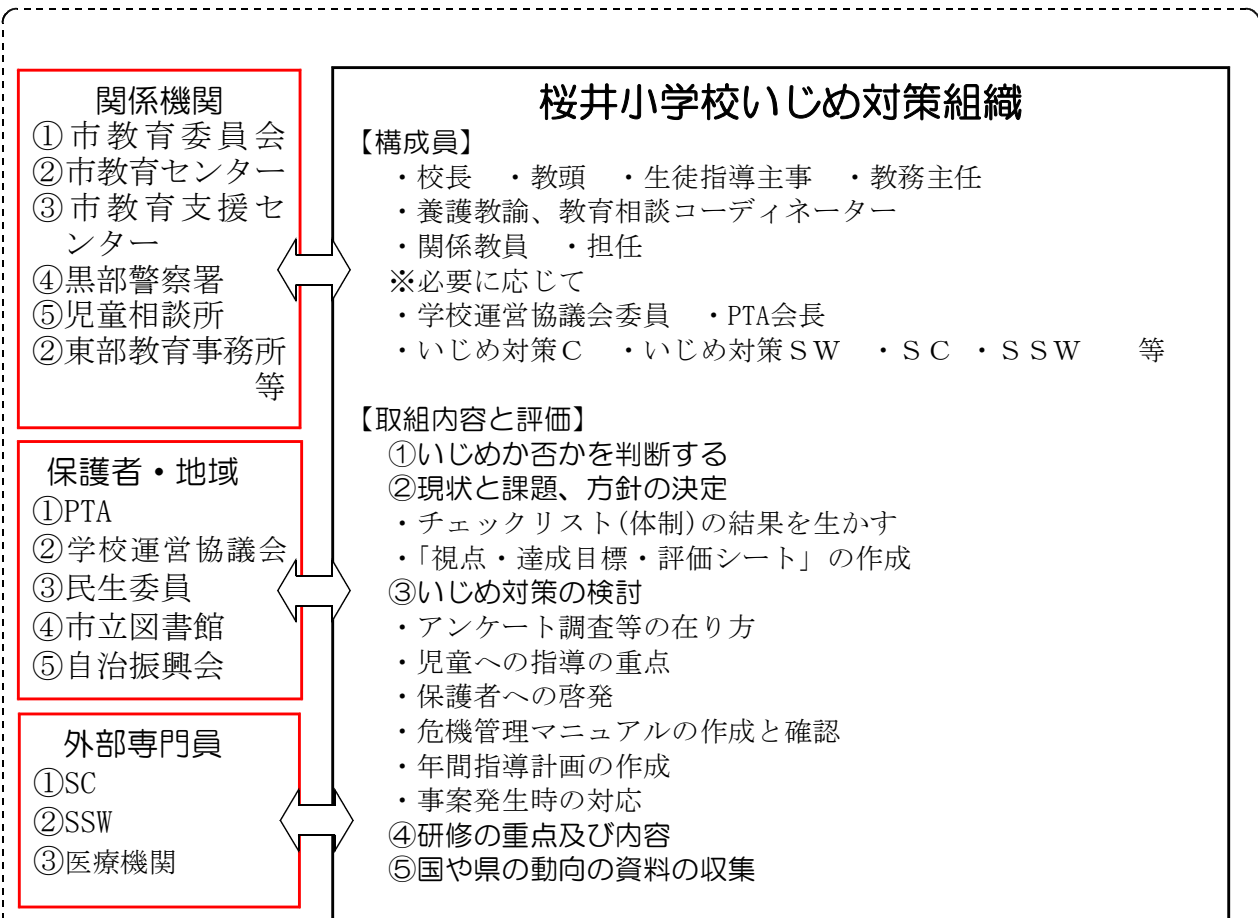 関係機関
①市教育委員会
②市教育センター
③市教育支援セ
ンター
④黒部警察署
⑤児童相談所
②東部教育事務所
等
保護者・地域
①PTA
②学校運営協議会
③民生委員
④市立図書館
⑤自治振興会
外部専門員
①SC
②SSW
③医療機関
桜井小学校いじめ対策組織
【構成員】
・校長　・教頭　・生徒指導主事　・教務主任
・養護教諭、教育相談コーディネーター
・関係教員　・担任
※必要に応じて
・学校運営協議会委員　・PTA会長
・いじめ対策Ｃ　・いじめ対策ＳＷ　・ＳＣ　・ＳＳＷ　　等
【取組内容と評価】
①いじめか否かを判断する
②現状と課題、方針の決定
・チェックリスト(体制)の結果を生かす
・「視点・達成目標・評価シート」の作成
③いじめ対策の検討
・アンケート調査等の在り方
・児童への指導の重点
・保護者への啓発
・危機管理マニュアルの作成と確認
・年間指導計画の作成
・事案発生時の対応
④研修の重点及び内容
⑤国や県の動向の資料の収集